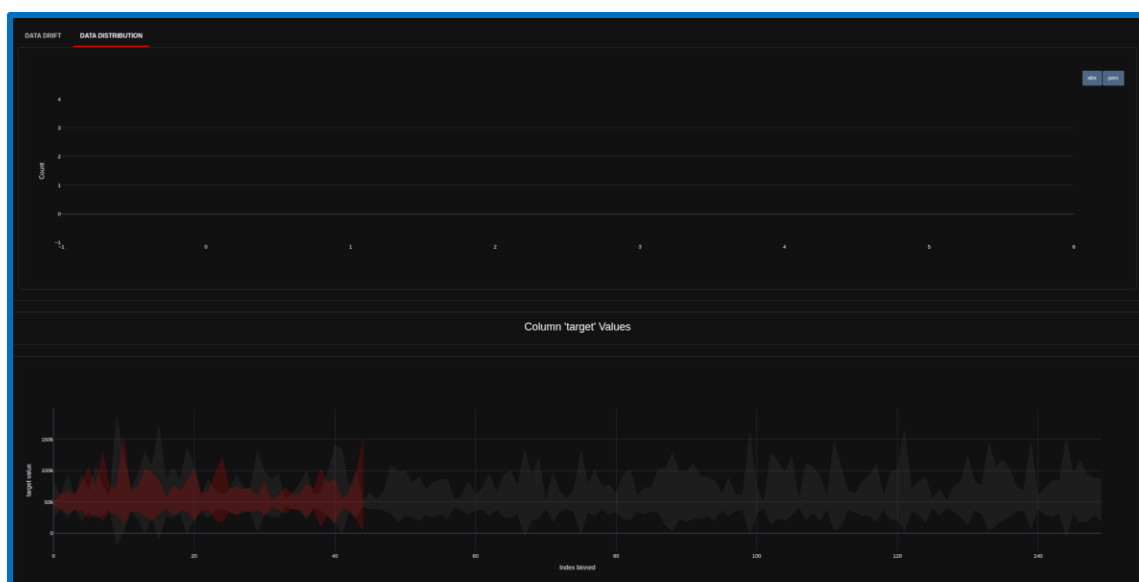 DATA DRIFT DATA DISTRIBUTION
abs perc
4
3
2
1
0
−1
Count
−1 0 1 2 3 4 5 6
Column 'target' Values
150k
100k
50k
0
target value
0 20 40 60 80 100 120 140
Index binned